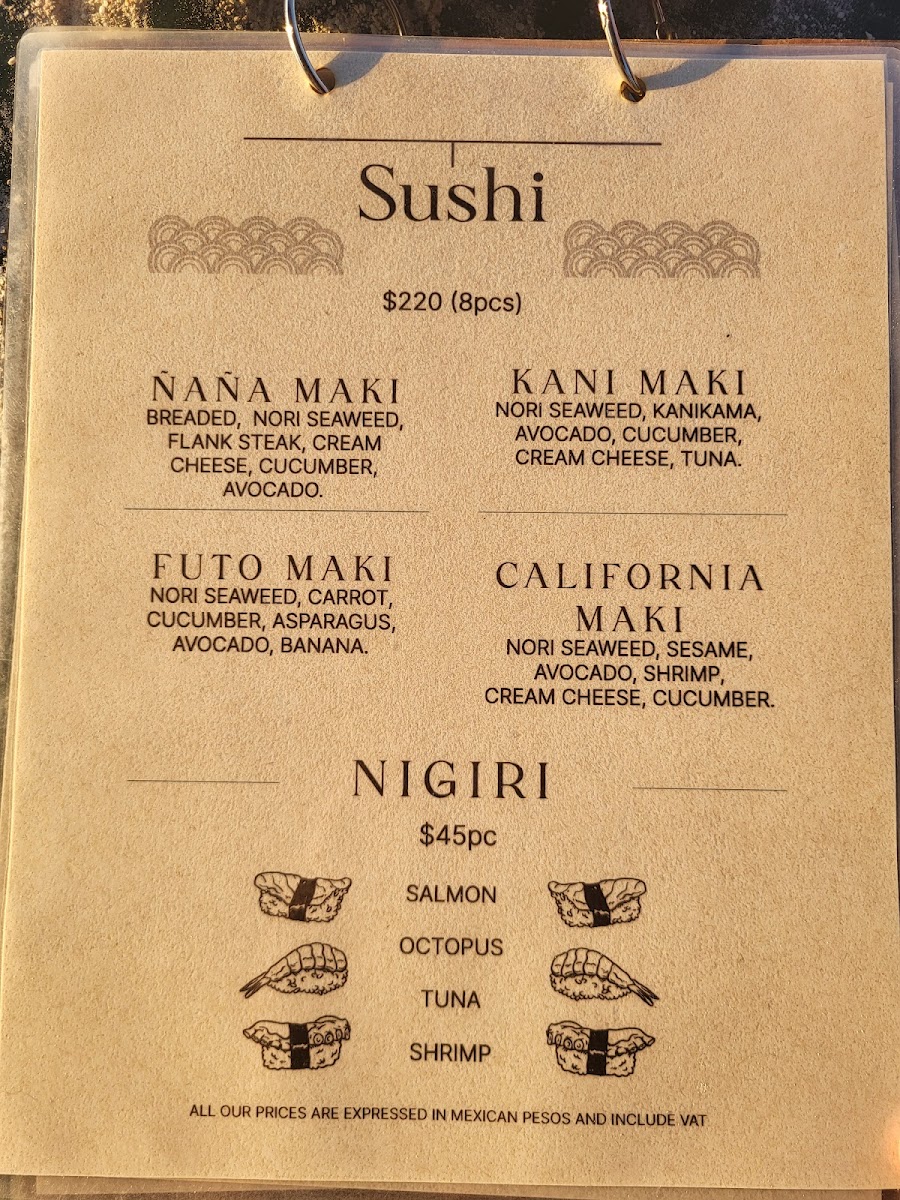 Sushi
$220 (8pcs)
ÑAÑA MAKI
BREADED, NORI SEAWEED,
FLANK STEAK, CREAM
CHEESE, CUCUMBER,
AVOCADO.
KANI MAKI
NORI SEAWEED, KANIKAMA,
AVOCADO, CUCUMBER,
CREAM CHEESE, TUNA.
FUTO MAKI
NORI SEAWEED, CARROT,
CUCUMBER, ASPARAGUS,
AVOCADO, BANANA.
CALIFORNIA
MAKI
NORI SEAWEED, SESAME,
AVOCADO, SHRIMP,
CREAM CHEESE, CUCUMBER.
NIGIRI
$45pc
SALMON
OCTOPUS
TUNA
SHRIMP
ALL OUR PRICES ARE EXPRESSED IN MEXICAN PESOS AND INCLUDE VAT